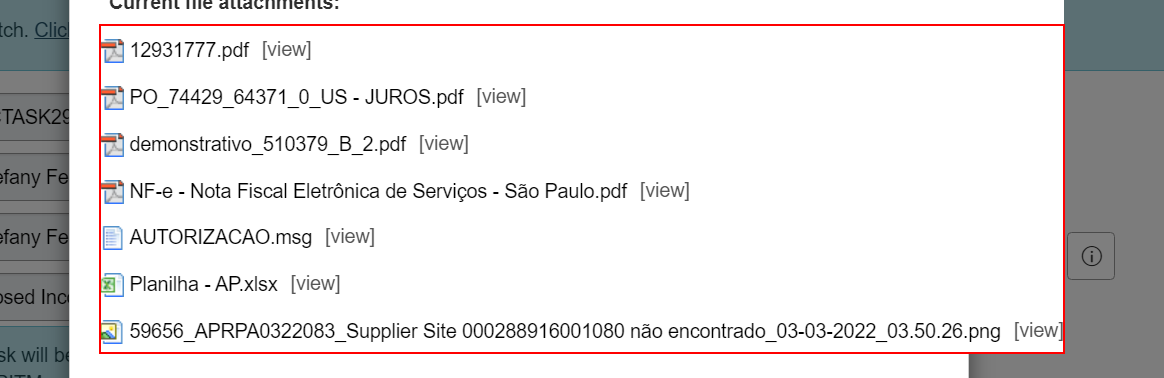 Current file attachments:
tch. Clic
12931777.pdf [view]
PO_74429_64371_0_US - JUROS.pdf [view]
TASK29
demonstrativo_510379_B_2.pdf [view]
efany Fe
NF-e - Nota Fiscal Eletrônica de Serviços - São Paulo.pdf [view]
efany Fe
AUTORIZACAO.msg [view]
Planilha - AP.xlsx [view]
osed Inco
59656_APRPA0322083_Supplier Site 000288916001080 não encontrado_03-03-2022_03.50.26.png [view]
sk will be